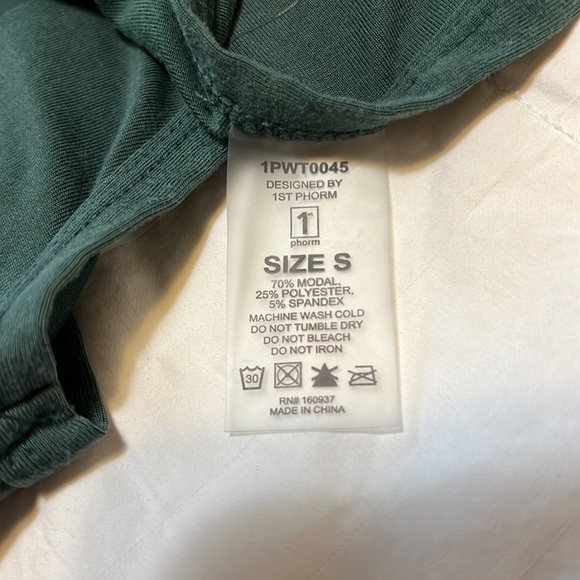 1PWT0045
DESIGNED BY
1ST PHORM
1st
phorm
SIZE S
70% MODAL,
25% POLYESTER,
5% SPANDEX
MACHINE WASH COLD
DO NOT TUMBLE DRY
DO NOT BLEACH
DO NOT IRON
30
RN# 160937
MADE IN CHINA